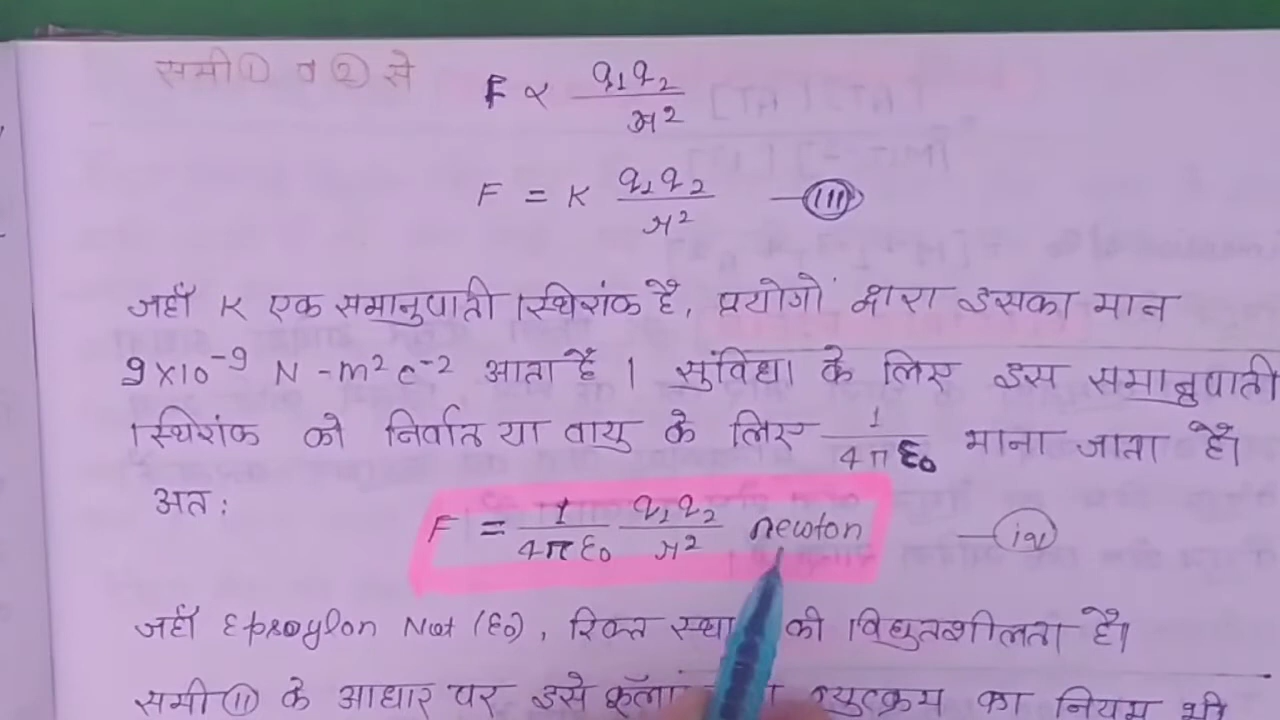 समी① व ② से F ∝ q₁q₂/r²
F = K q₁q₂/r² —(iii)
जहाँ K एक समानुपाती स्थिरांक है, प्रयोगों द्वारा इसका मान
9×10⁻⁹ N-m²c⁻² आता है। सुविधा के लिए इस समानुपाती
स्थिरांक को निर्वात या वायु के लिए 1/4πε₀ माना जाता है।
अतः
F = 1/4πε₀ q₁q₂/r² newton —(iv)
जहाँ Epsoylon Not (ε₀), रिक्त की विद्युतशीलता है।
समी⑪ के आधार पर इसे व्युत्क्रम का नियम भी